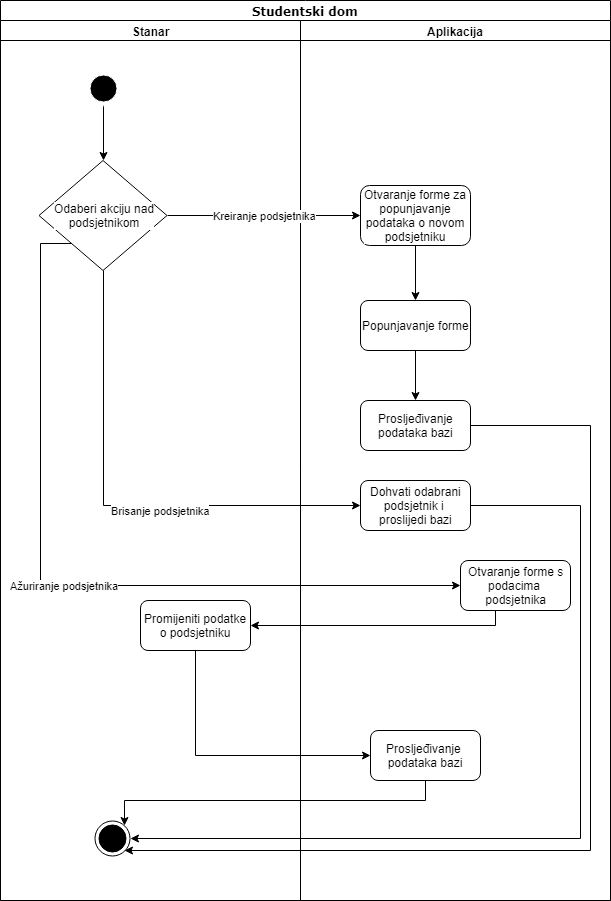 Studentski dom
Stanar
Aplikacija
Odaberi akciju nad
podsjetnikom
Kreiranje podsjetnika
Otvaranje forme za
popunjavanje
podataka o novom
podsjetniku
Popunjavanje forme
Prosljeđivanje
podataka bazi
Brisanje podsjetnika
Dohvati odabrani
podsjetnik i
proslijedi bazi
Ažuriranje podsjetnika
Otvaranje forme s
podacima
podsjetnika
Promijeniti podatke
o podsjetniku
Prosljeđivanje
podataka bazi